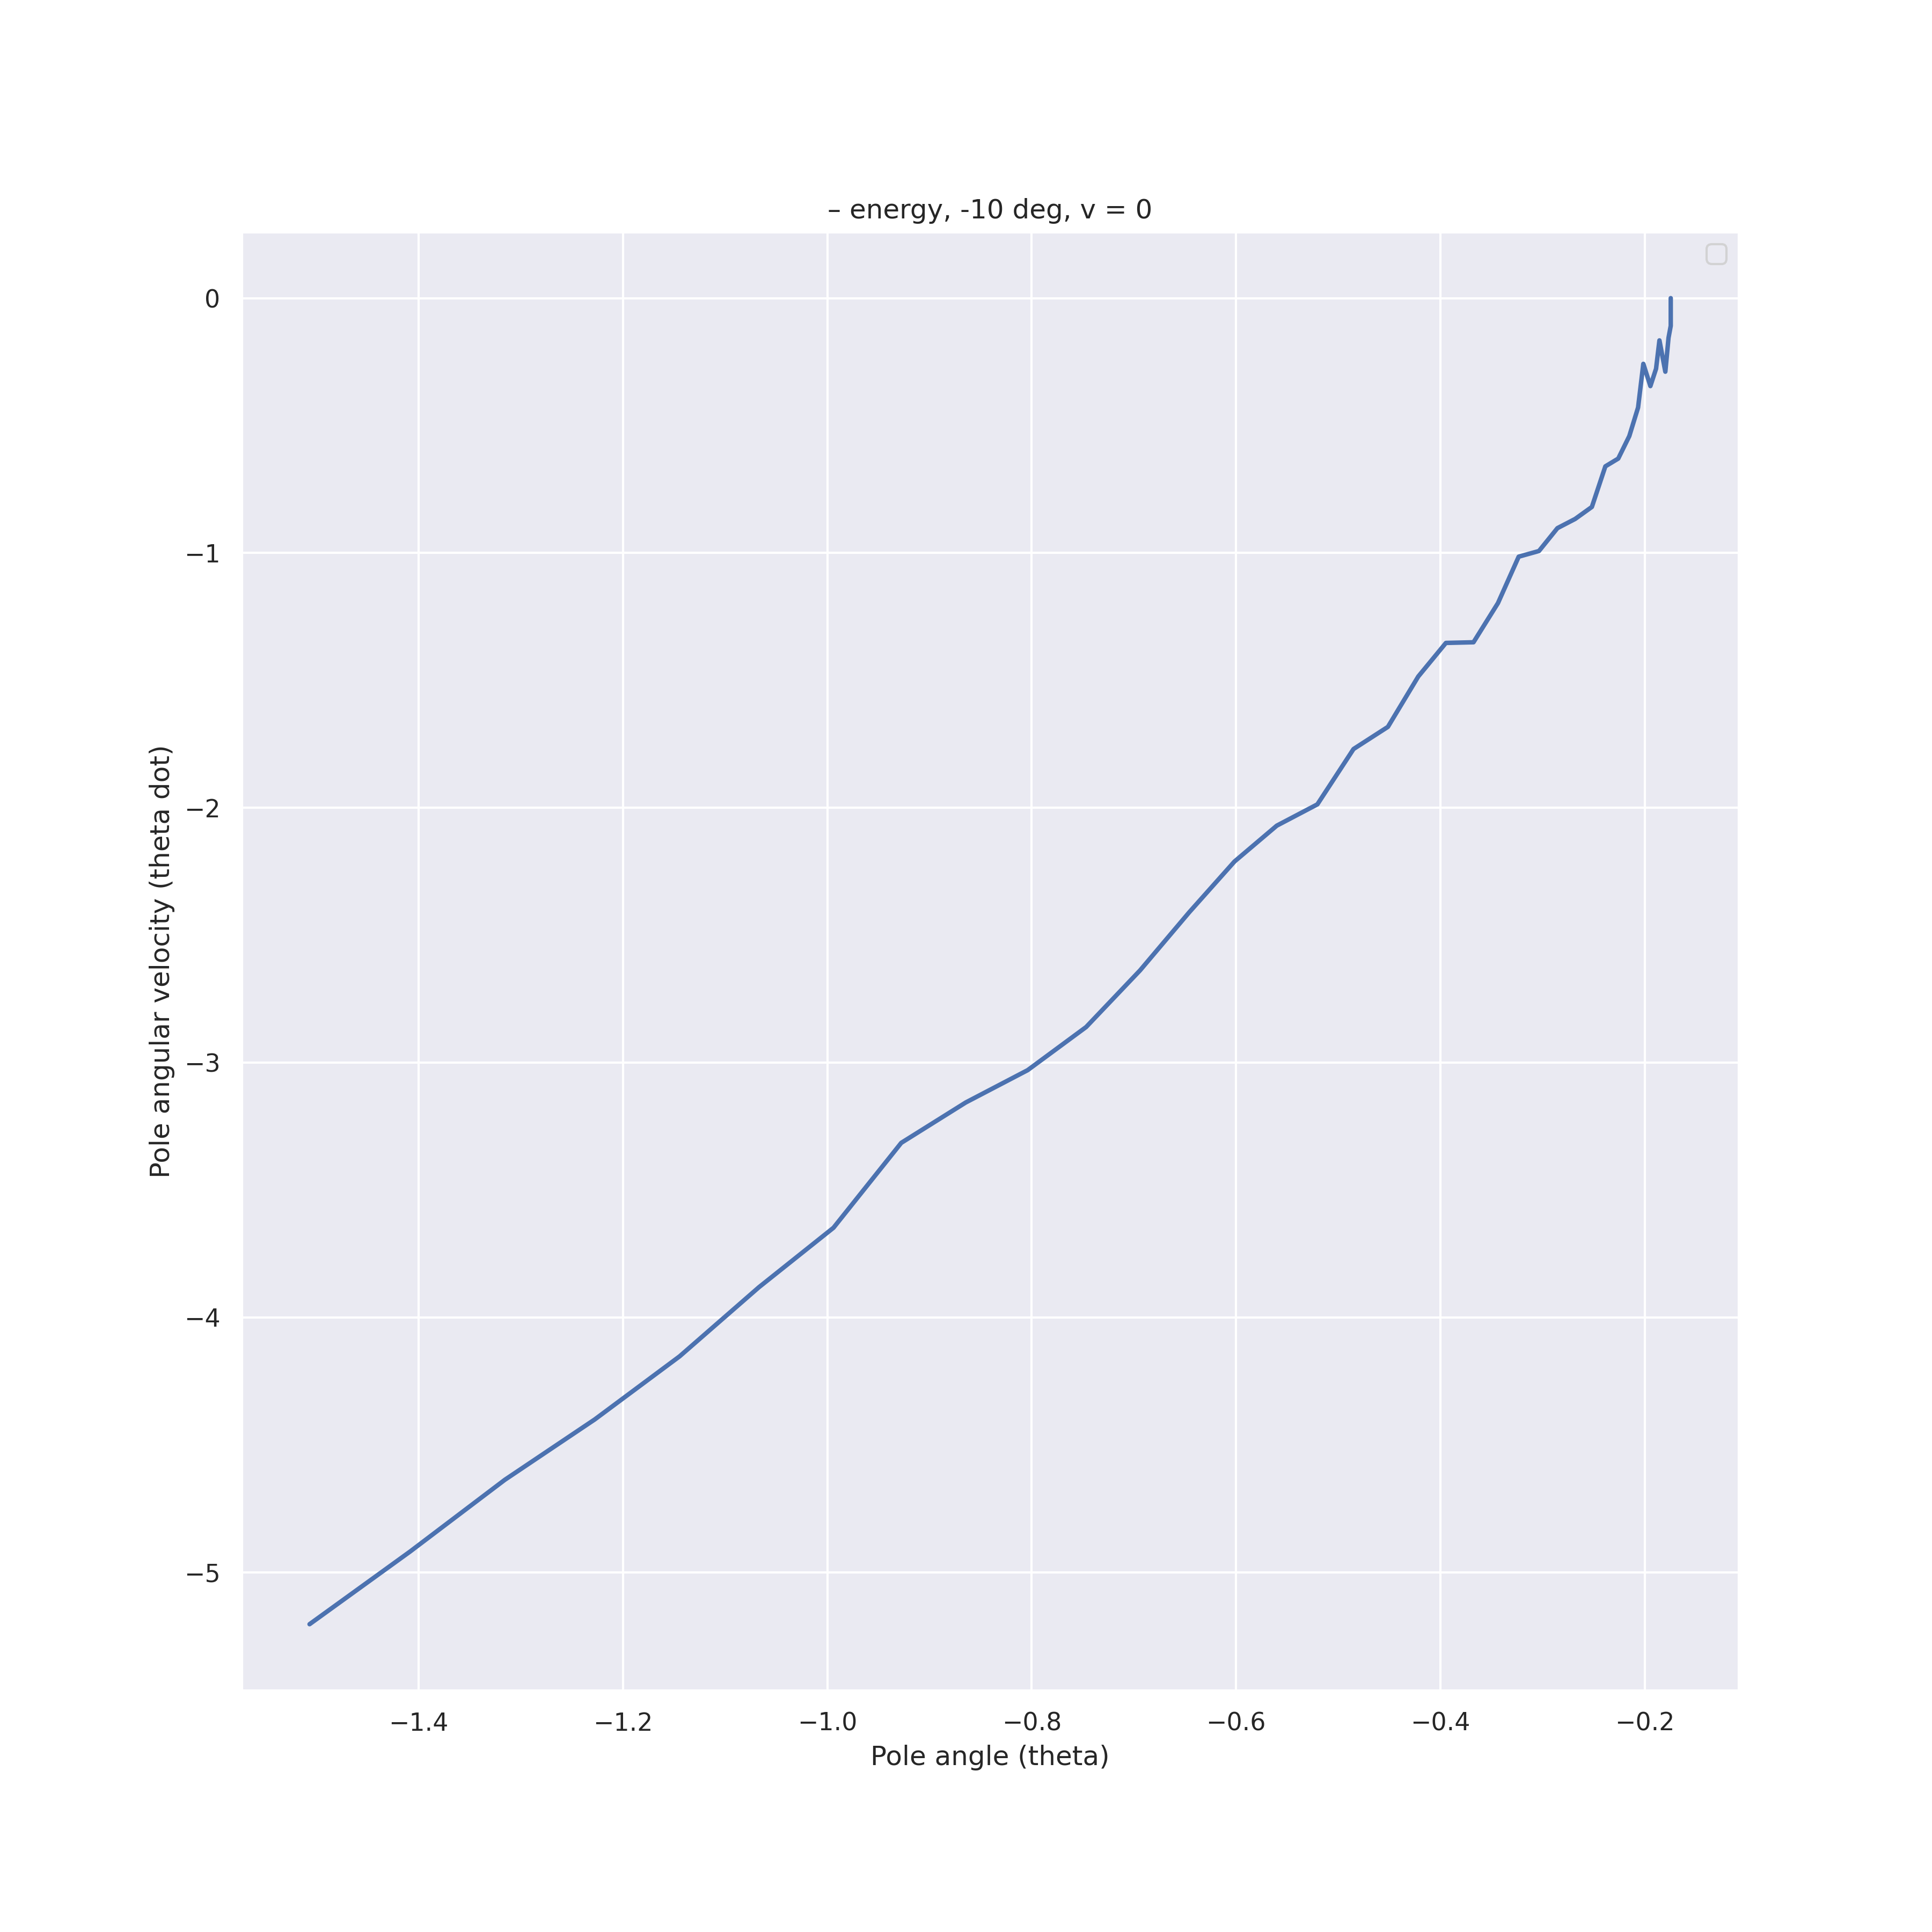 – energy, -10 deg, v = 0
0
−1
−2
−3
−4
−5
Pole angular velocity (theta dot)
−1.4 −1.2 −1.0 −0.8 −0.6 −0.4 −0.2
Pole angle (theta)